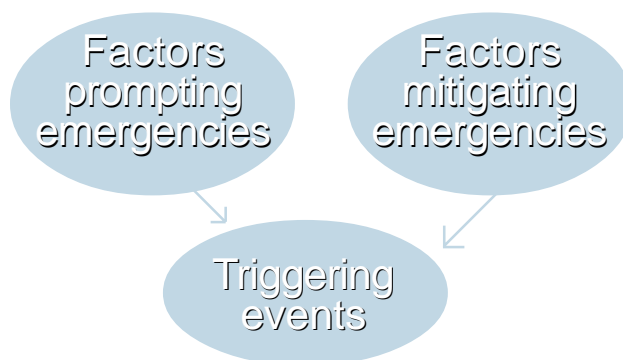 Factors
prompting
emergencies
Factors
mitigating
emergencies
Triggering
events